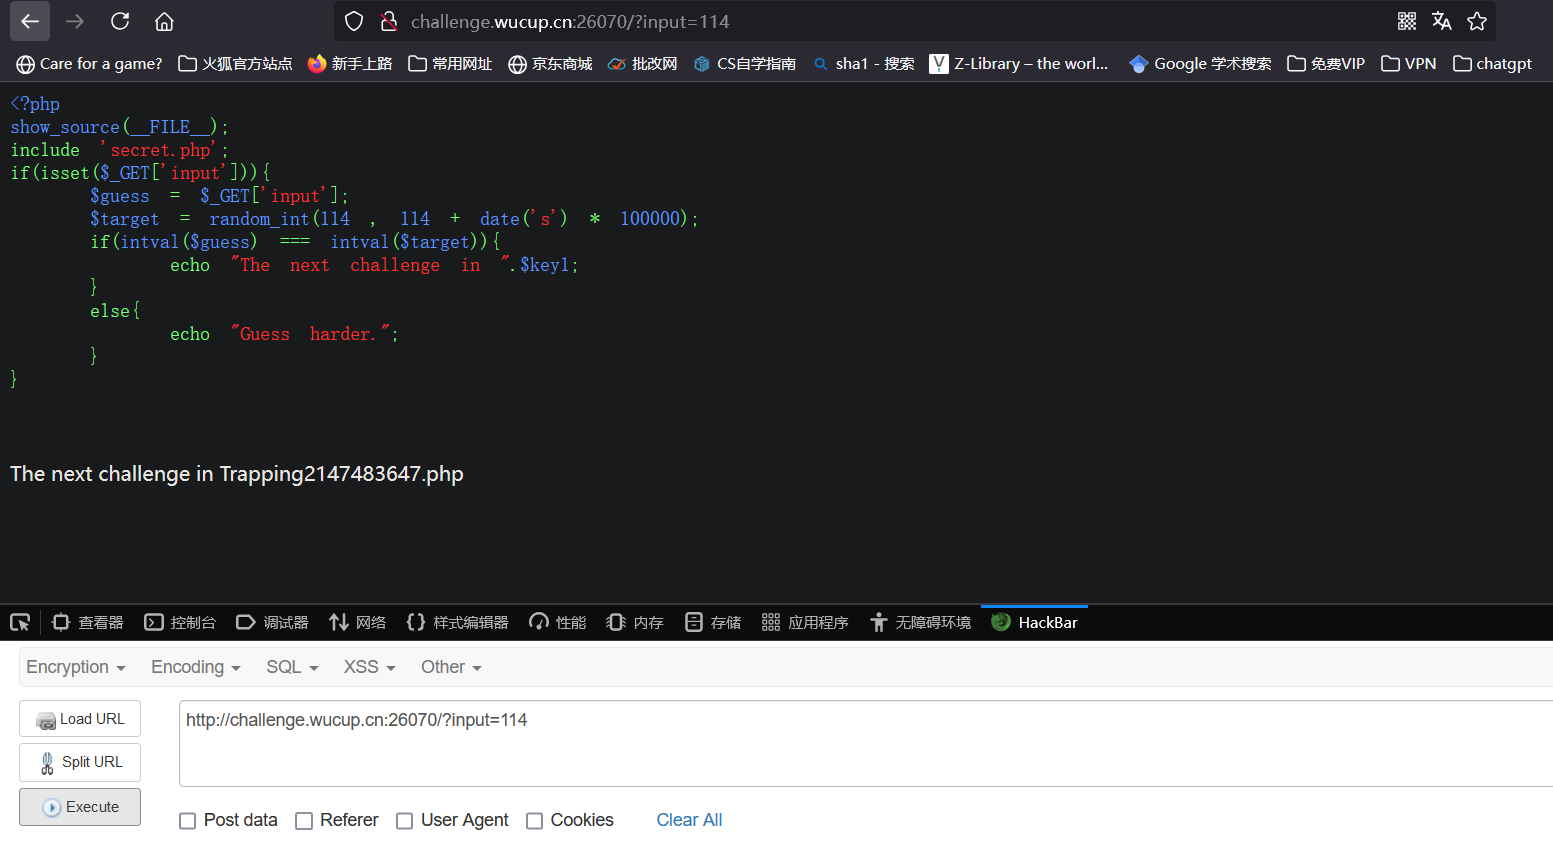 challenge.wucup.cn:26070/?input=114
Care for a game? 火狐官方站点 新手上路 常用网址 京东商城 批改网 CS自学指南 sha1 - 搜索 Z-Library – the worl... Google 学术搜索 免费VIP VPN chatgpt
<?php
show_source(__FILE__);
include 'secret.php';
if(isset($_GET['input'])){
$guess = $_GET['input'];
$target = random_int(114 , 114 + date('s') * 100000);
if(intval($guess) === intval($target)){
echo "The next challenge in ".$key1;
}
else{
echo "Guess harder.";
}
}
The next challenge in Trapping2147483647.php
查看器 控制台 调试器 网络 样式编辑器 性能 内存 存储 应用程序 无障碍环境 HackBar
Encryption Encoding SQL XSS Other
Load URL
http://challenge.wucup.cn:26070/?input=114
Split URL
Execute
Post data Referer User Agent Cookies Clear All